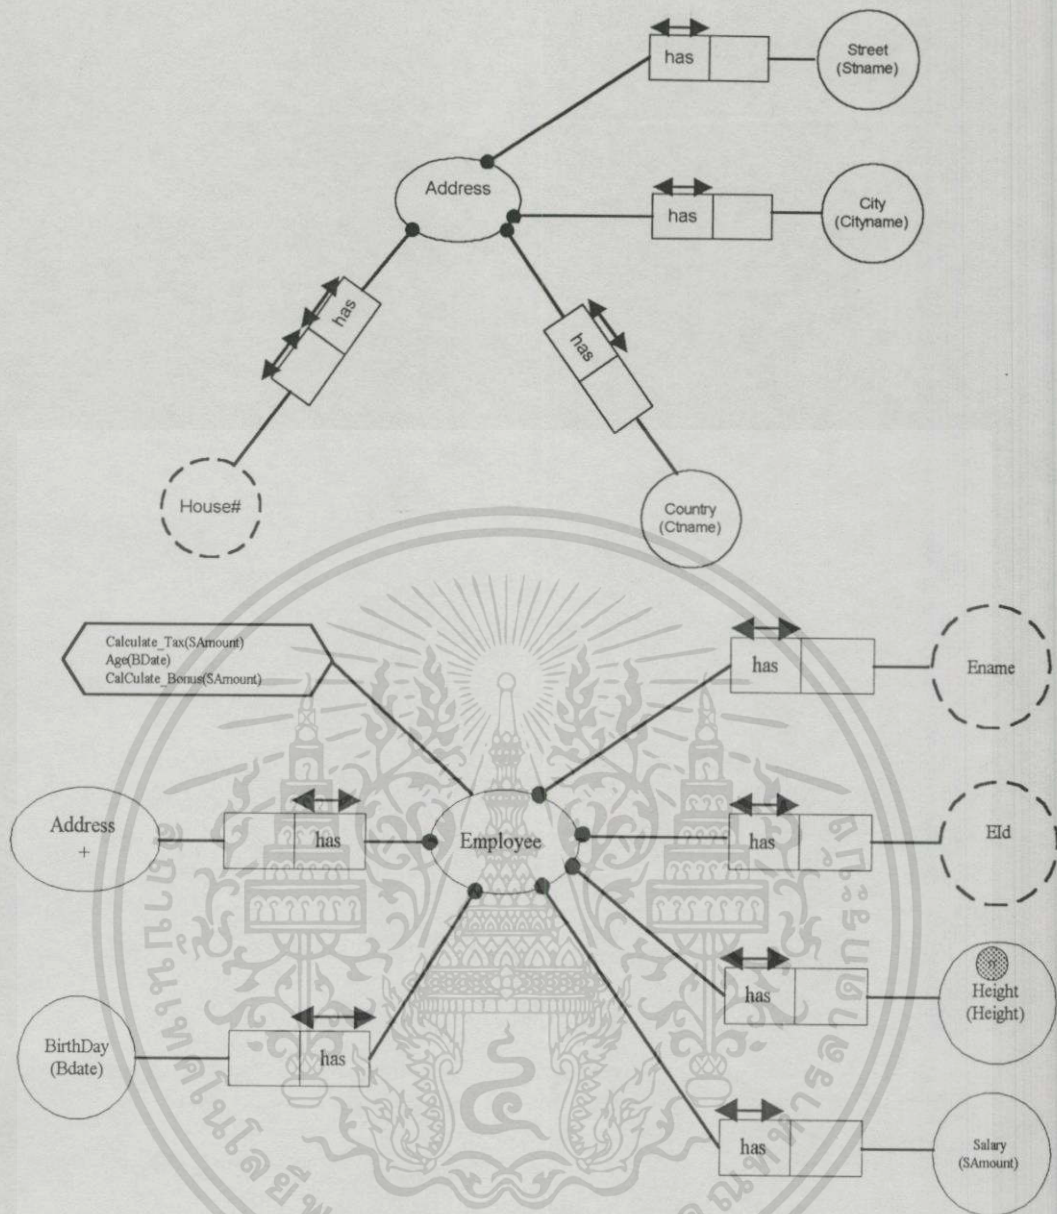 has
Street
(Stname)
Address
has
City
(Cityname)
has
has
House#
Country
(Ctname)
Calculate_Tax(SAmount)
Age(BDate)
CalCulate_Bonus(SAmount)
has
Ename
Address
+
has
Employee
has
EId
has
Height
(Height)
BirthDay
(Bdate)
has
has
Salary
(SAmount)